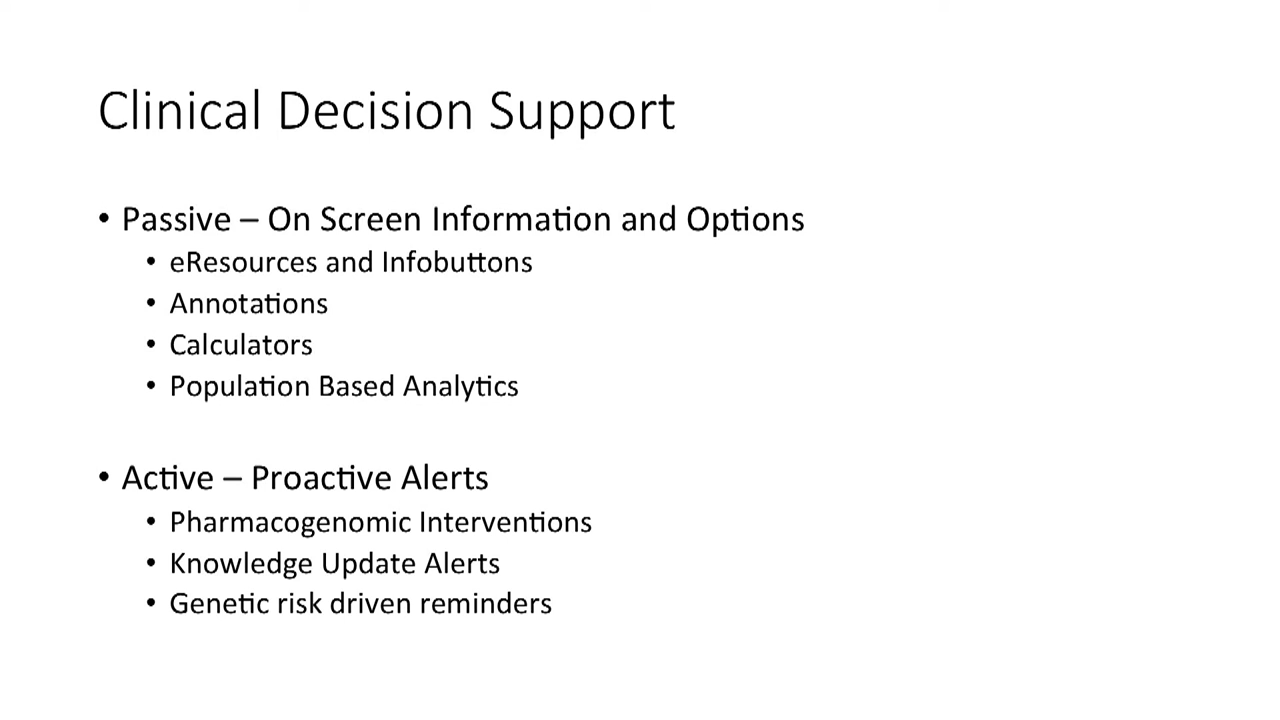 Clinical Decision Support
• Passive – On Screen Information and Options
• eResources and Infobuttons
• Annotations
• Calculators
• Population Based Analytics
• Active – Proactive Alerts
• Pharmacogenomic Interventions
• Knowledge Update Alerts
• Genetic risk driven reminders